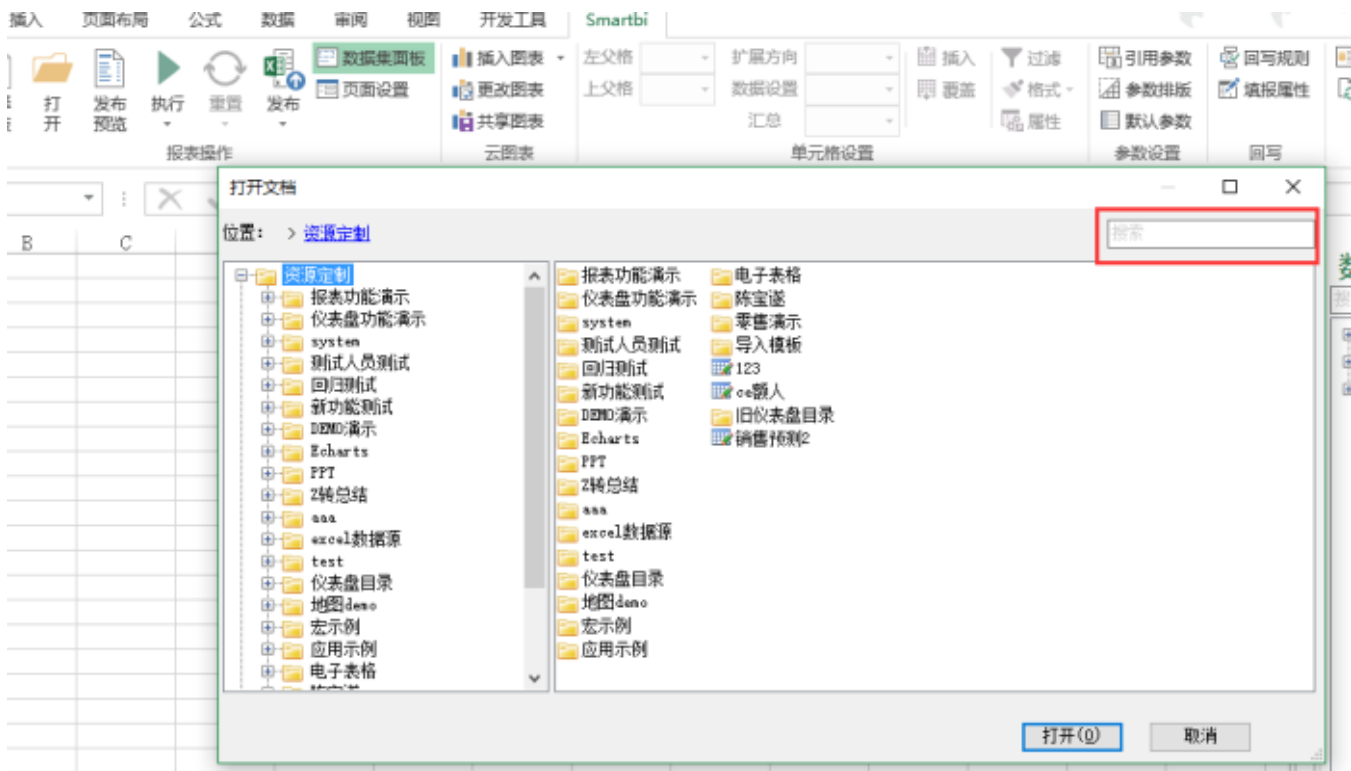 插入 页面布局 公式 数据 审阅 视图 开发工具 Smartbi
数据集面板 插入图表 左父格 扩展方向 插入 过滤 引用参数 回写规则
打开 发布预览 执行 重置 发布 页面设置 更改图表 上父格 数据设置 覆盖 格式 参数排版 填报属性
共享图表 汇总 属性 默认参数
报表操作 云图表 单元格设置 参数设置 回写
打开文档
位置： > 资源定制 搜索
B C
资源定制
报表功能演示
仪表盘功能演示
system
测试人员测试
回归测试
新功能测试
DEMO演示
Echarts
PPT
Z转总结
aaa
excel数据源
test
仪表盘目录
地图demo
宏示例
应用示例
电子表格
报表功能演示 电子表格
仪表盘功能演示 陈宝遂
system 零售演示
测试人员测试 导入模板
回归测试 123
新功能测试 ce额人
DEMO演示 旧仪表盘目录
Echarts 销售预测2
PPT
Z转总结
aaa
excel数据源
test
仪表盘目录
地图demo
宏示例
应用示例
打开(O) 取消